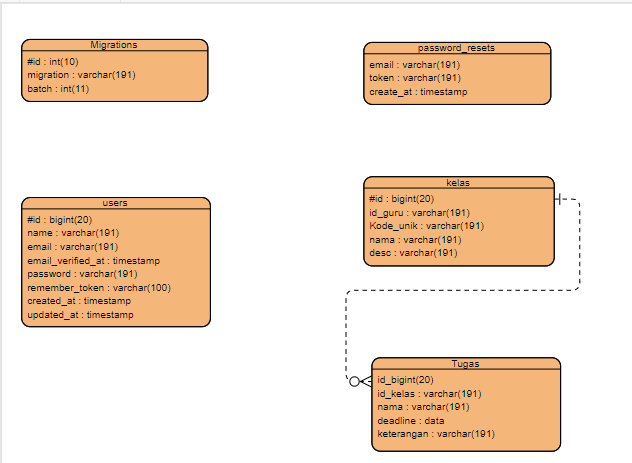 Migrations
#id : int(10)
migration : varchar(191)
batch : int(11)
password_resets
email : varchar(191)
token : varchar(191)
create_at : timestamp
users
#id : bigint(20)
name : varchar(191)
email : varchar(191)
email_verified_at : timestamp
password : varchar(191)
remember_token : varchar(100)
created_at : timestamp
updated_at : timestamp
kelas
#id : bigint(20)
id_guru : varchar(191)
Kode_unik : varchar(191)
nama : varchar(191)
desc : varchar(191)
Tugas
id_bigint(20)
id_kelas : varchar(191)
nama : varchar(191)
deadline : data
keterangan : varchar(191)